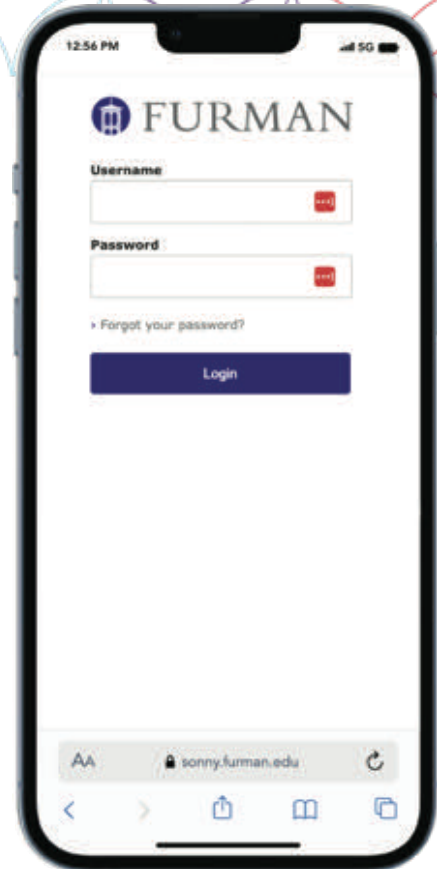 12:56 PM
5G
FURMAN
Username
Password
› Forgot your password?
Login
AA
sonny.furman.edu